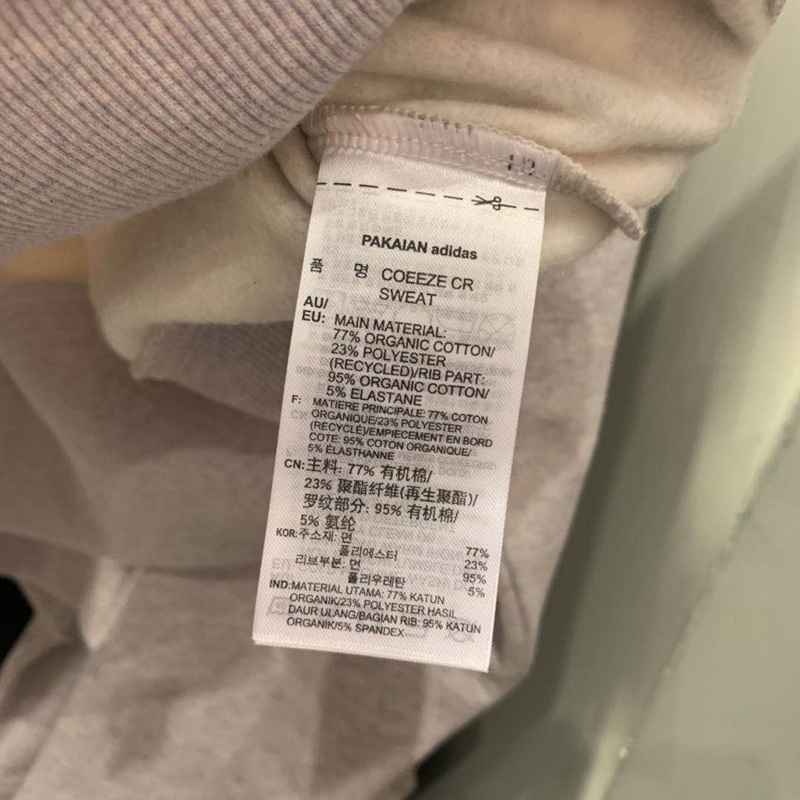 PAKAIAN adidas
품 명 COEEZE CR
SWEAT
AU/
EU: MAIN MATERIAL:
77% ORGANIC COTTON/
23% POLYESTER
(RECYCLED)/RIB PART:
95% ORGANIC COTTON/
5% ELASTANE
F: MATIERE PRINCIPALE: 77% COTON
ORGANIQUE/23% POLYESTER
(RECYCLÉ)/EMPIECEMENT EN BORD
COTE: 95% COTON ORGANIQUE/
5% ÉLASTHANNE
CN: 主料: 77% 有机棉/
23% 聚酯纤维(再生聚酯)/
罗纹部分: 95% 有机棉/
5% 氨纶
KOR: 주소재: 면 77%
폴리에스터 23%
리브부분: 면 95%
폴리우레탄 5%
IND: MATERIAL UTAMA: 77% KATUN
ORGANIK/23% POLYESTER HASIL
DAUR ULANG/BAGIAN RIB: 95% KATUN
ORGANIK/5% SPANDEX